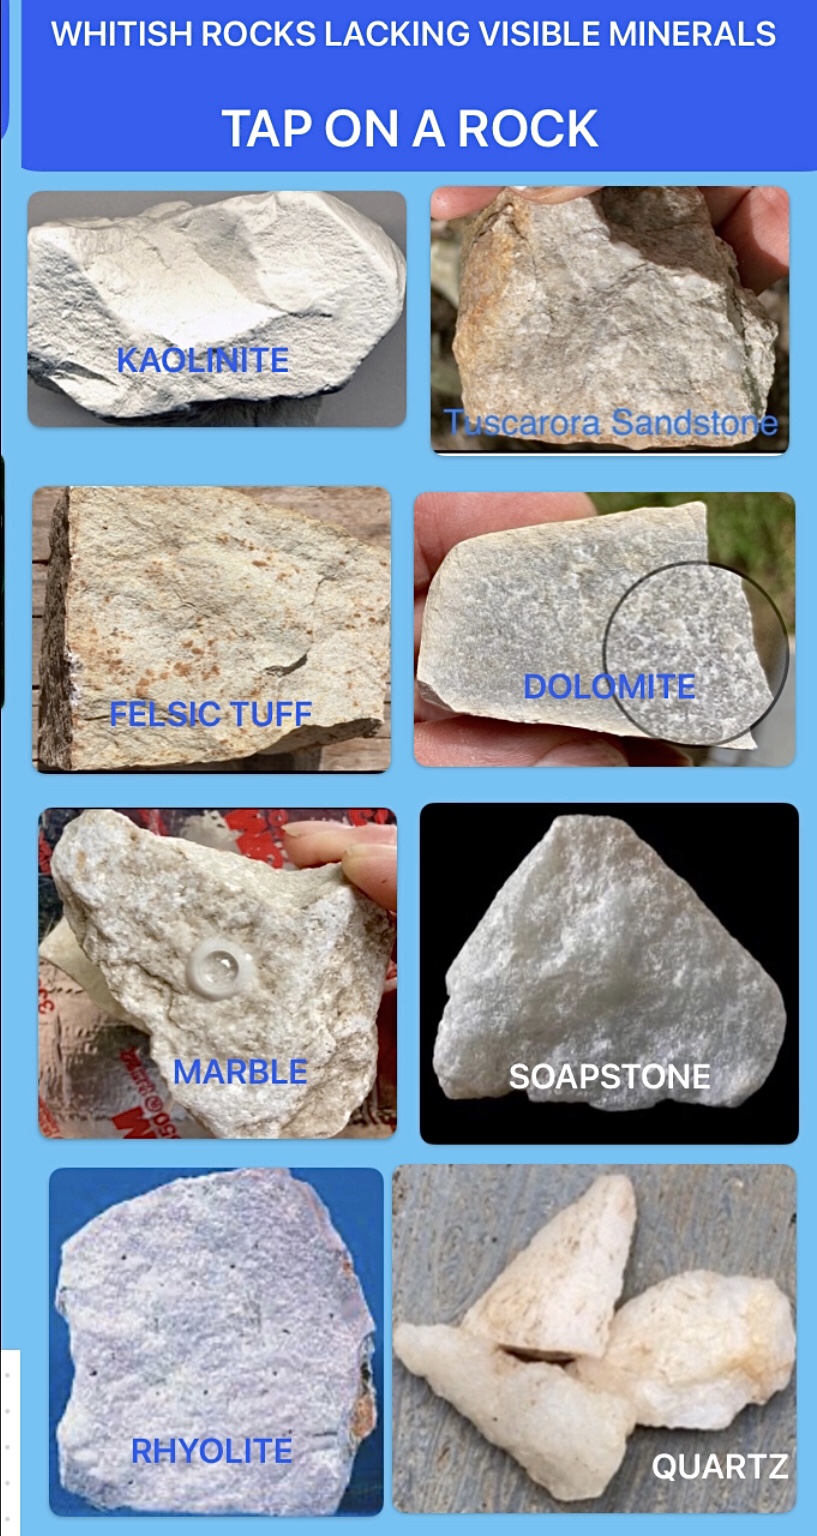 WHITISH ROCKS LACKING VISIBLE MINERALS
TAP ON A ROCK
KAOLINITE
Tuscarora Sandstone
FELSIC TUFF
DOLOMITE
MARBLE
SOAPSTONE
RHYOLITE
QUARTZ